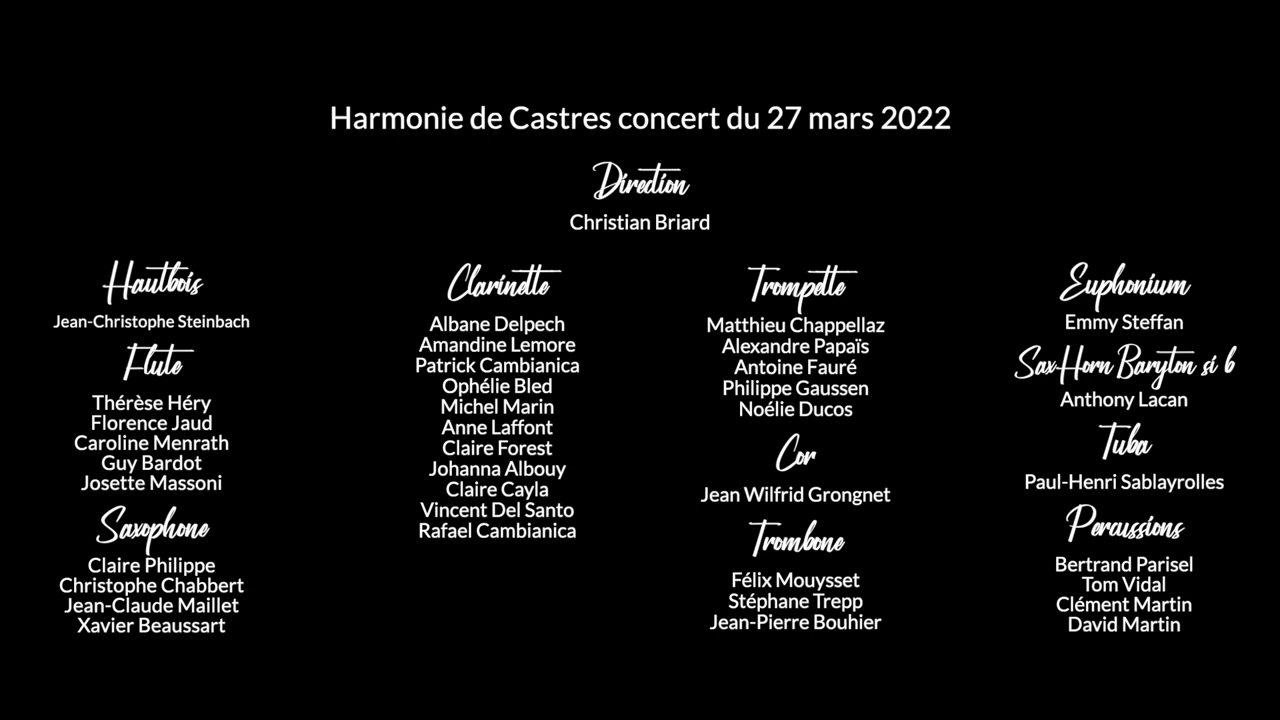 Harmonie de Castres concert du 27 mars 2022
Direction
Christian Briard
Hautbois
Jean-Christophe Steinbach
Flute
Thérèse Héry
Florence Jaud
Caroline Menrath
Guy Bardot
Josette Massoni
Saxophone
Claire Philippe
Christophe Chabbert
Jean-Claude Maillet
Xavier Beaussart
Clarinette
Albane Delpech
Amandine Lemore
Patrick Cambianica
Ophélie Bled
Michel Marin
Anne Laffont
Claire Forest
Johanna Albouy
Claire Cayla
Vincent Del Santo
Rafael Cambianica
Trompette
Matthieu Chappellaz
Alexandre Papaïs
Antoine Fauré
Philippe Gaussen
Noélie Ducos
Cor
Jean Wilfrid Grongnet
Trombone
Félix Mouysset
Stéphane Trepp
Jean-Pierre Bouhier
Euphonium
Emmy Steffan
Sax-Horn Baryton si b
Anthony Lacan
Tuba
Paul-Henri Sablayrolles
Percussions
Bertrand Parisel
Tom Vidal
Clément Martin
David Martin